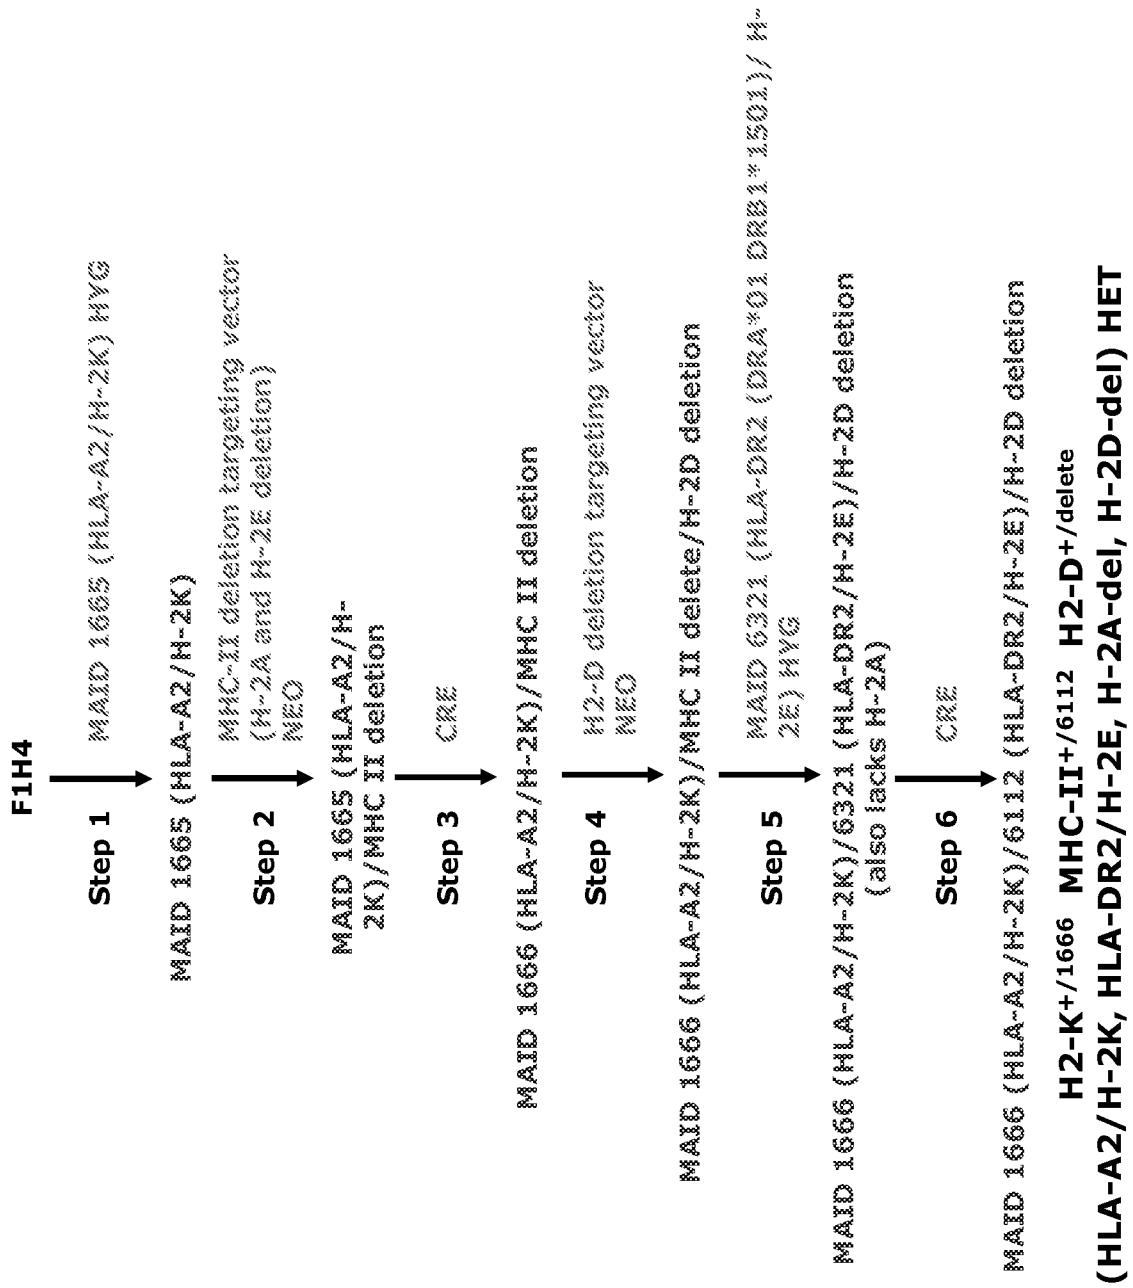 F1H4
Step 1
MAID 1665 (HLA-A2/H-2K) HYG
MAID 1665 (HLA-A2/H-2K)
Step 2
MHC-II deletion targeting vector
(H-2A and H-2E deletion)
NEO
MAID 1665 (HLA-A2/H-
2K)/MHC II deletion
Step 3
CRE
MAID 1666 (HLA-A2/H-2K)/MHC II deletion
Step 4
H2-D deletion targeting vector
NEO
MAID 1666 (HLA-A2/H-2K)/MHC II delete/H-2D deletion
Step 5
MAID 6321 (HLA-DR2 (DRA*01 DRB1*1501)/ H-
2E) HYG
MAID 1666 (HLA-A2/H-2K)/6321 (HLA-DR2/H-2E)/H-2D deletion
(also lacks H-2A)
Step 6
CRE
MAID 1666 (HLA-A2/H-2K)/6112 (HLA-DR2/H-2E)/H-2D deletion
H2-K+/1666 MHC-II+/6112 H2-D+/delete
(HLA-A2/H-2K, HLA-DR2/H-2E, H-2A-del, H-2D-del) HET